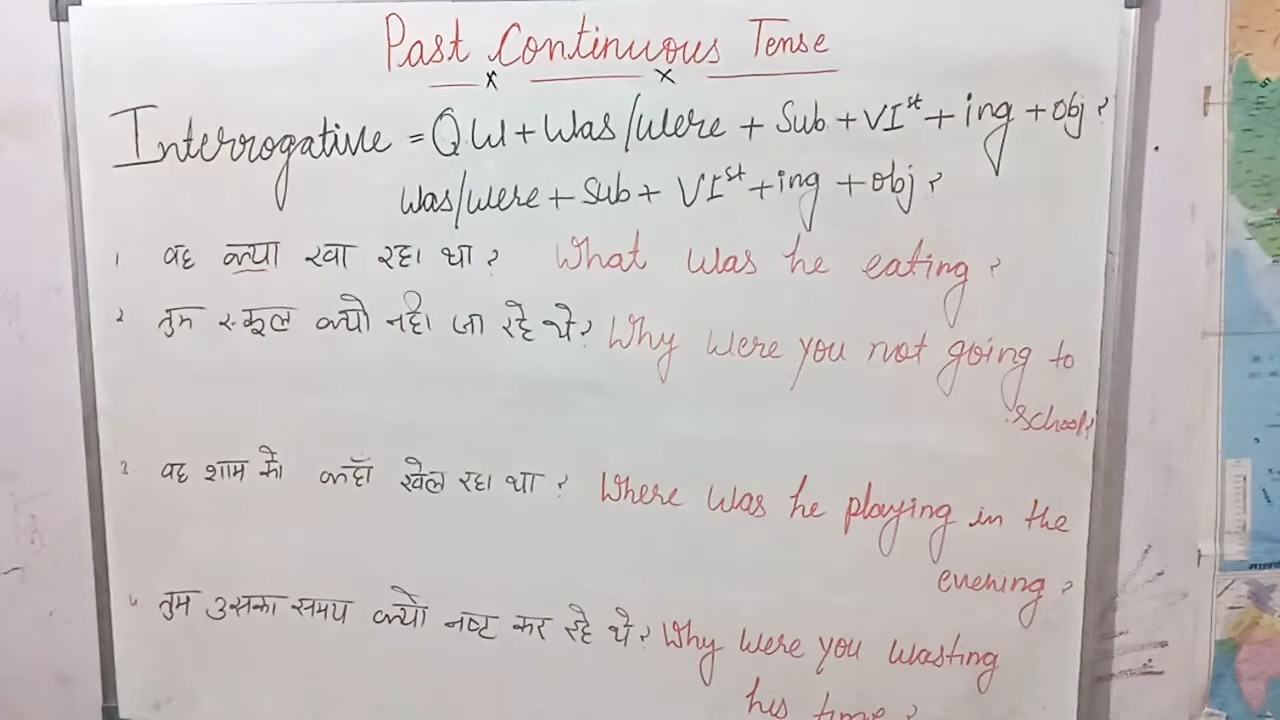 Past Continuous Tense
x x
Interrogative = QW + Was/Were + Sub + VIst + ing + obj?
Was/Were + Sub + VIst + ing + obj?
1 वह क्या खा रहा था? What was he eating?
2 तुम स्कूल क्यो नही जा रहे थे? Why were you not going to
school?
3 वह शाम को कहाँ खेल रहा था? Where was he playing in the
evening?
4 तुम उसका समय क्यो नष्ट कर रहे थे? Why were you wasting
his time?